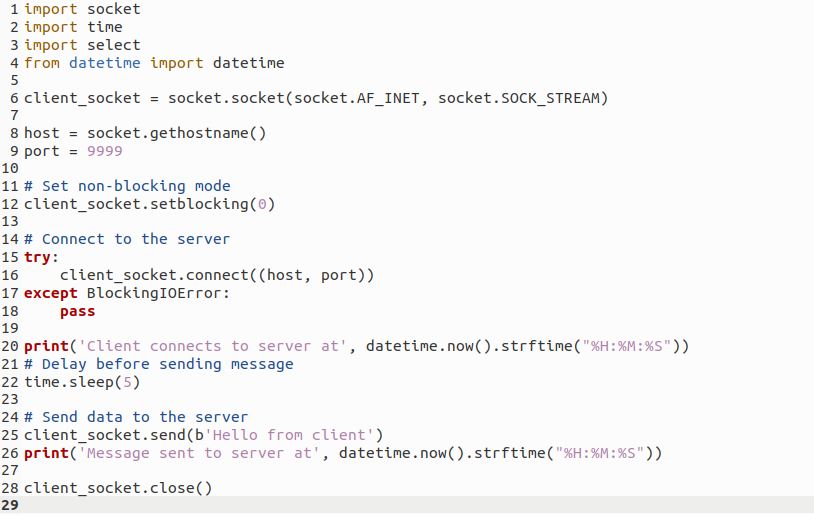 1 import socket
2 import time
3 import select
4 from datetime import datetime
5
6 client_socket = socket.socket(socket.AF_INET, socket.SOCK_STREAM)
7
8 host = socket.gethostname()
9 port = 9999
10
11 # Set non-blocking mode
12 client_socket.setblocking(0)
13
14 # Connect to the server
15 try:
16     client_socket.connect((host, port))
17 except BlockingIOError:
18     pass
19
20 print('Client connects to server at', datetime.now().strftime("%H:%M:%S"))
21 # Delay before sending message
22 time.sleep(5)
23
24 # Send data to the server
25 client_socket.send(b'Hello from client')
26 print('Message sent to server at', datetime.now().strftime("%H:%M:%S"))
27
28 client_socket.close()
29